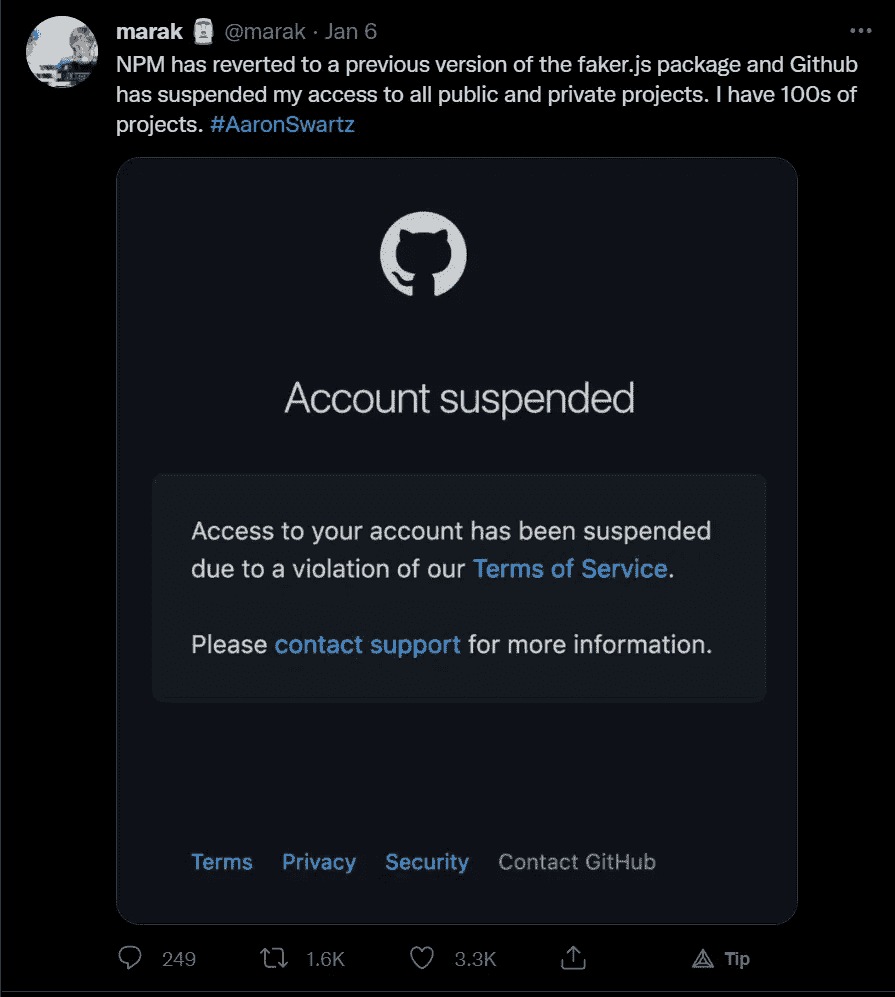 marak 🗿 @marak · Jan 6
NPM has reverted to a previous version of the faker.js package and Github
has suspended my access to all public and private projects. I have 100s of
projects. #AaronSwartz
Account suspended
Access to your account has been suspended
due to a violation of our Terms of Service.
Please contact support for more information.
Terms Privacy Security Contact GitHub
249 1.6K 3.3K Tip